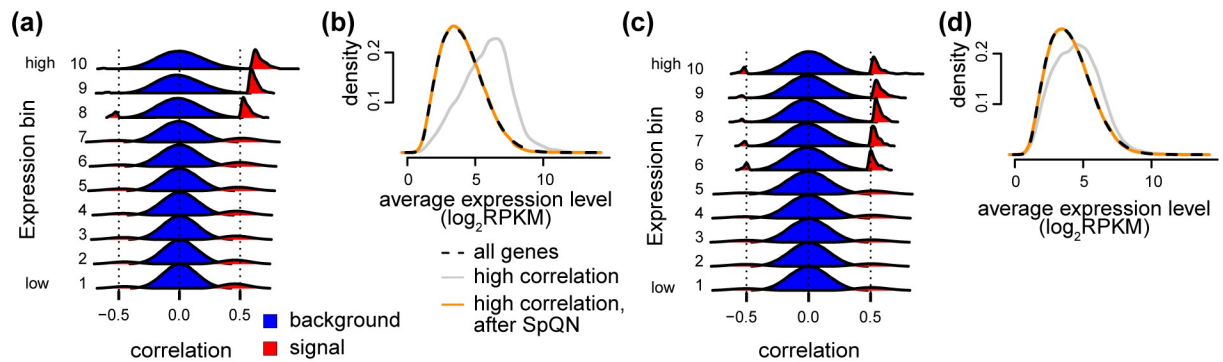 (a)
Expression bin
high 10
9
8
7
6
5
4
3
2
low 1
−0.5 0.0 0.5
correlation
background
signal
(b)
density
0.2
0.1
0 5 10
average expression level
(log2RPKM)
all genes
high correlation
high correlation,
after SpQN
(c)
Expression bin
high 10
9
8
7
6
5
4
3
2
low 1
−0.5 0.0 0.5
correlation
(d)
density
0.2
0.1
0 5 10
average expression level
(log2RPKM)